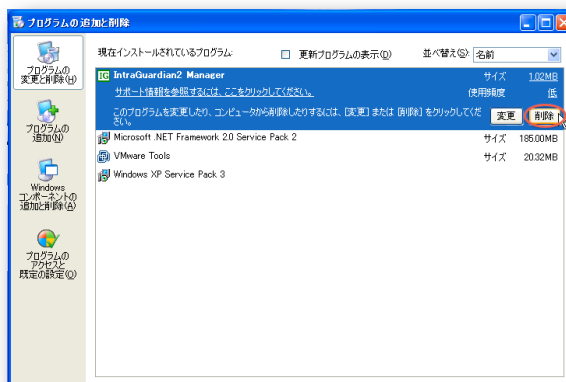 プログラムの追加と削除
プログラムの
変更と削除(H)
プログラムの
追加(N)
Windows
コンポーネントの
追加と削除(A)
プログラムの
アクセスと
既定の設定(O)
現在インストールされているプログラム:
更新プログラムの表示(D)
並べ替え(S):
名前
IG IntraGuardian2 Manager
サイズ 1.02MB
サポート情報を参照するには、ここをクリックしてください。
使用頻度 低
このプログラムを変更したり、コンピュータから削除したりするには、[変更] または [削除] をクリックしてくだ
さい。
変更
削除
Microsoft .NET Framework 2.0 Service Pack 2
サイズ 185.00MB
VMware Tools
サイズ 20.32MB
Windows XP Service Pack 3